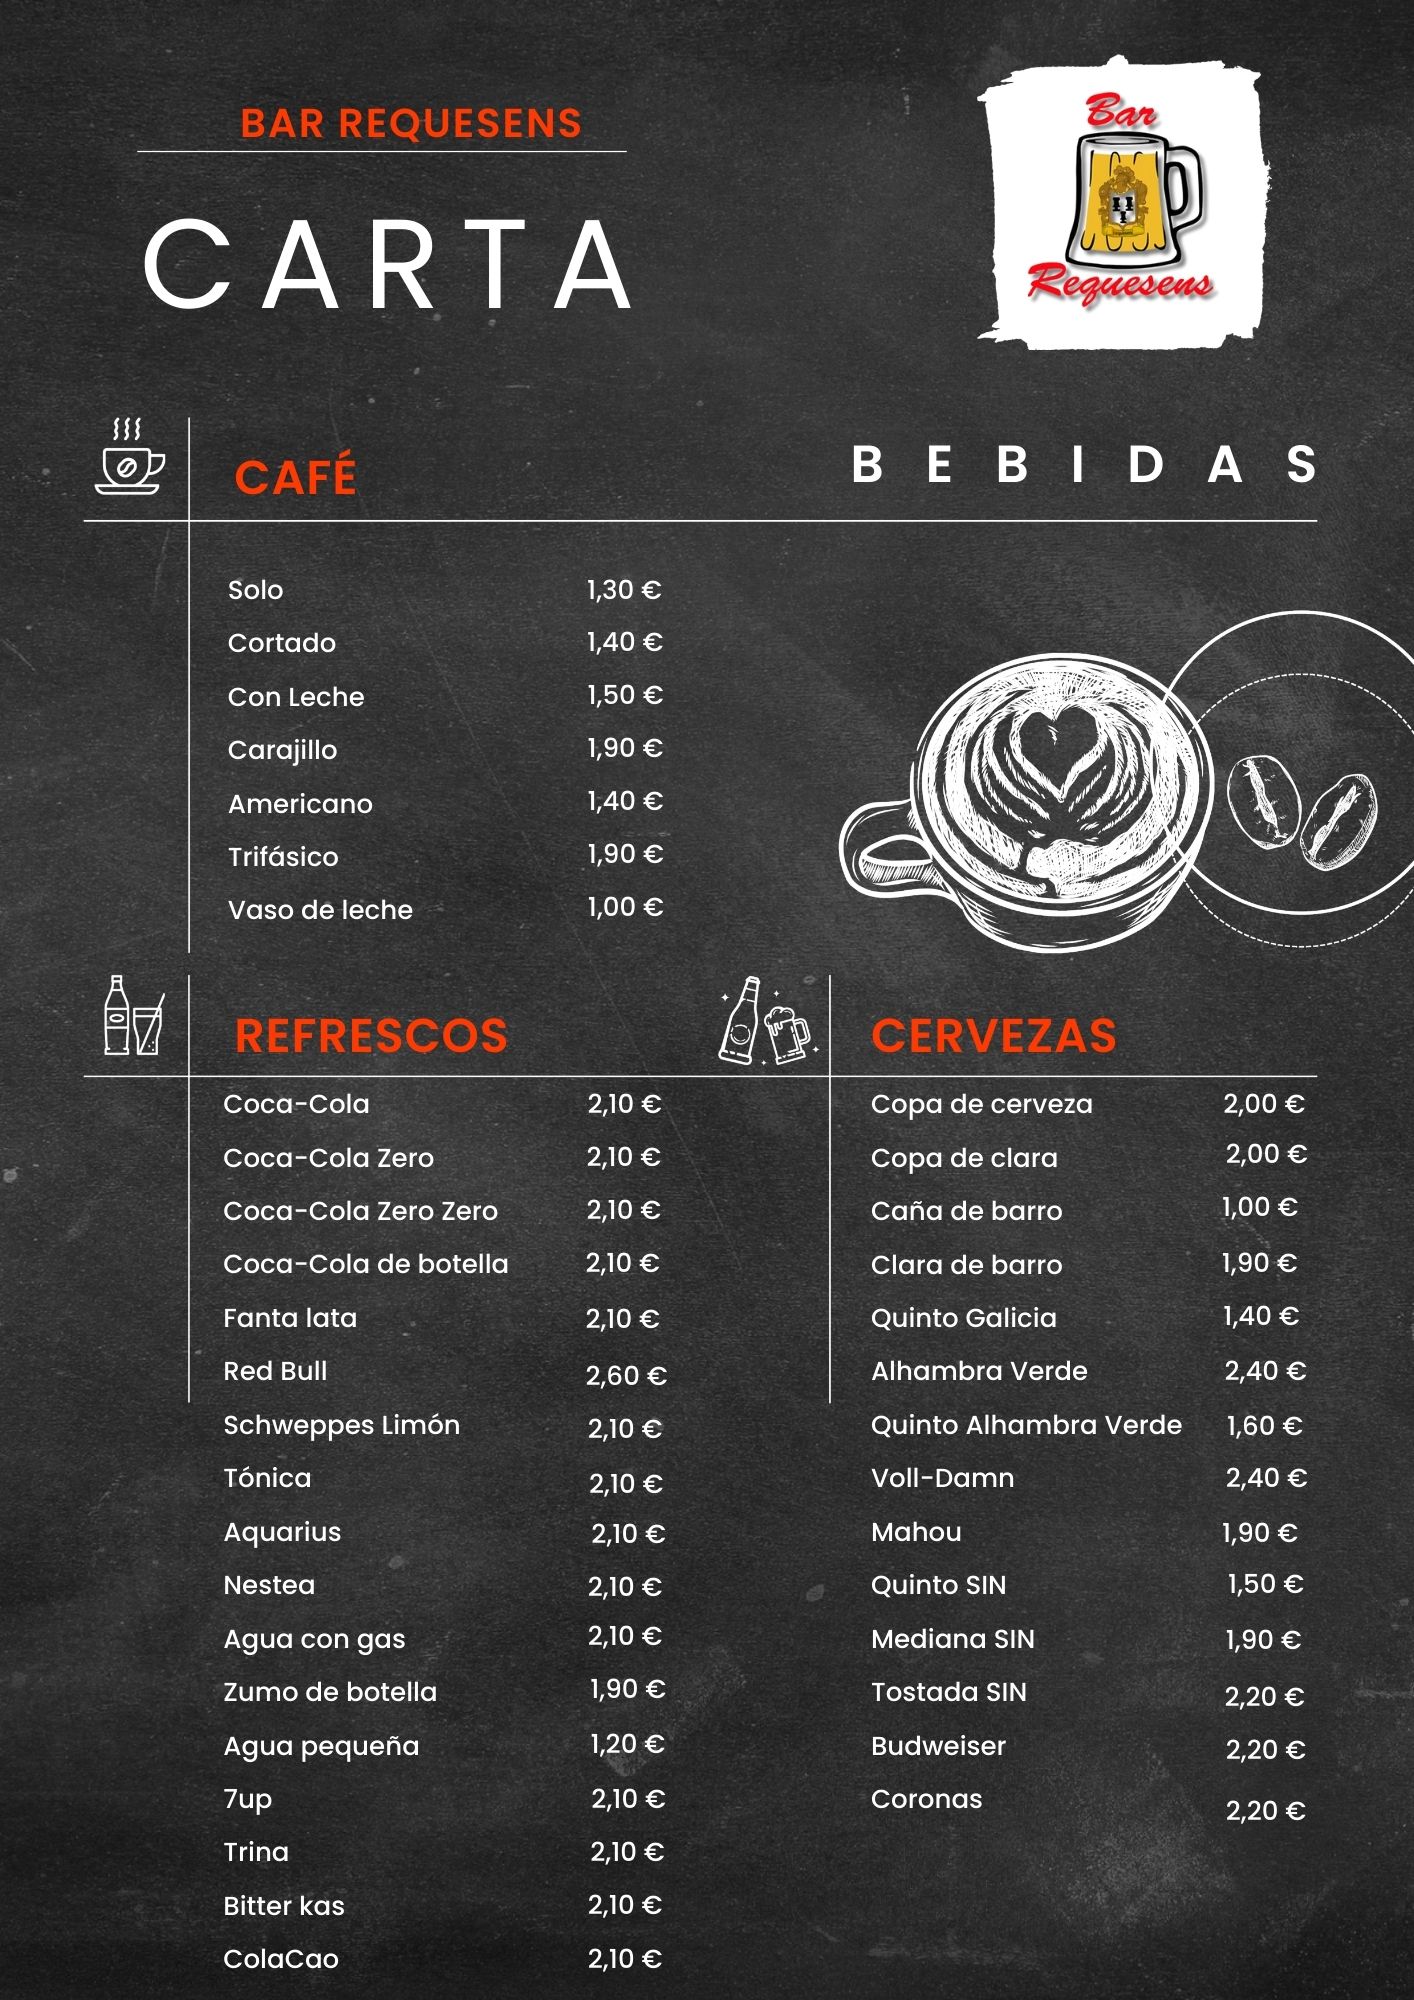 BAR REQUESENS
CARTA
Bar
Requesens
CAFÉ
BEBIDAS
Solo 1,30 €
Cortado 1,40 €
Con Leche 1,50 €
Carajillo 1,90 €
Americano 1,40 €
Trifásico 1,90 €
Vaso de leche 1,00 €
REFRESCOS
Coca-Cola 2,10 €
Coca-Cola Zero 2,10 €
Coca-Cola Zero Zero 2,10 €
Coca-Cola de botella 2,10 €
Fanta lata 2,10 €
Red Bull 2,60 €
Schweppes Limón 2,10 €
Tónica 2,10 €
Aquarius 2,10 €
Nestea 2,10 €
Agua con gas 2,10 €
Zumo de botella 1,90 €
Agua pequeña 1,20 €
7up 2,10 €
Trina 2,10 €
Bitter kas 2,10 €
ColaCao 2,10 €
CERVEZAS
Copa de cerveza 2,00 €
Copa de clara 2,00 €
Caña de barro 1,00 €
Clara de barro 1,90 €
Quinto Galicia 1,40 €
Alhambra Verde 2,40 €
Quinto Alhambra Verde 1,60 €
Voll-Damn 2,40 €
Mahou 1,90 €
Quinto SIN 1,50 €
Mediana SIN 1,90 €
Tostada SIN 2,20 €
Budweiser 2,20 €
Coronas 2,20 €